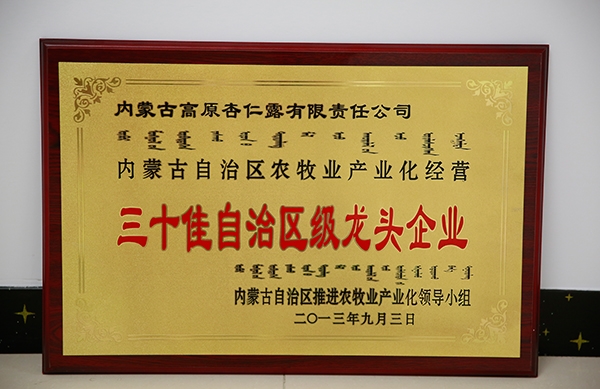 内蒙古高原杏仁露有限责任公司
内蒙古自治区农牧业产业化经营
三十佳自治区级龙头企业
内蒙古自治区推进农牧业产业化领导小组
二〇一三年九月三日